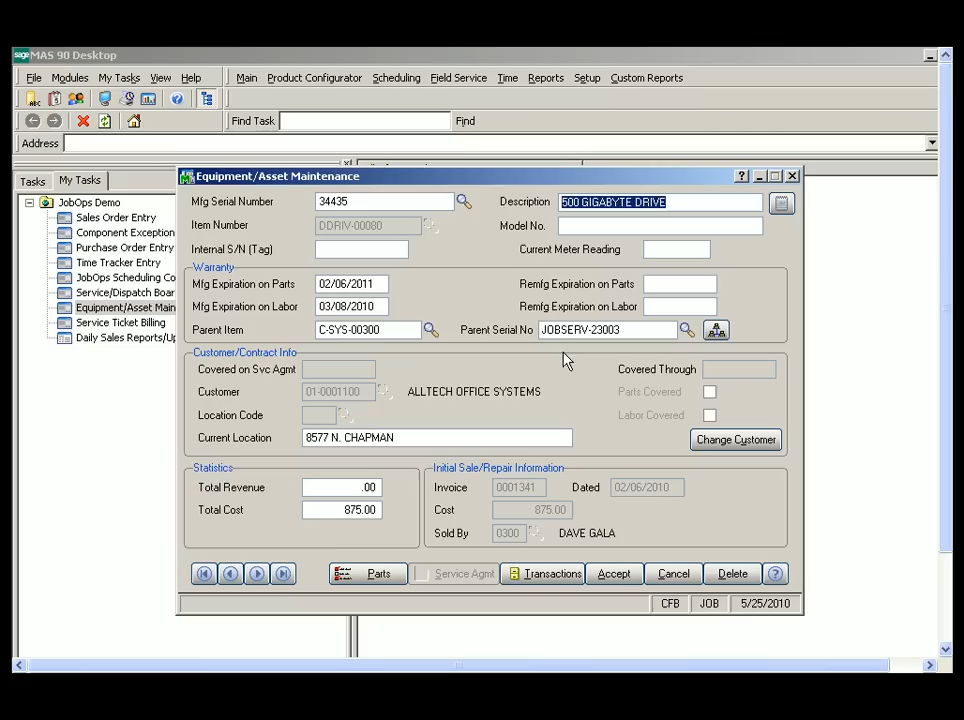 sage MAS 90 Desktop
File Modules My Tasks View Help Main Product Configurator Scheduling Field Service Time Reports Setup Custom Reports
Find Task Find
Address
Tasks My Tasks
JobOps Demo
Sales Order Entry
Component Exception
Purchase Order Entry
Time Tracker Entry
JobOps Scheduling Co
Service/Dispatch Boar
Equipment/Asset Main
Service Ticket Billing
Daily Sales Reports/Up
Equipment/Asset Maintenance
Mfg Serial Number 34435 Description 500 GIGABYTE DRIVE
Item Number DDRIV-00080 Model No.
Internal S/N (Tag) Current Meter Reading
Warranty
Mfg Expiration on Parts 02/06/2011 Remfg Expiration on Parts
Mfg Expiration on Labor 03/08/2010 Remfg Expiration on Labor
Parent Item C-SYS-00300 Parent Serial No JOBSERV-23003
Customer/Contract Info
Covered on Svc Agmt Covered Through
Customer 01-0001100 ALLTECH OFFICE SYSTEMS Parts Covered
Location Code Labor Covered
Current Location 8577 N. CHAPMAN Change Customer
Statistics Initial Sale/Repair Information
Total Revenue .00 Invoice 0001341 Dated 02/06/2010
Total Cost 875.00 Cost 875.00
Sold By 0300 DAVE GALA
Parts Service Agmt Transactions Accept Cancel Delete
CFB JOB 5/25/2010